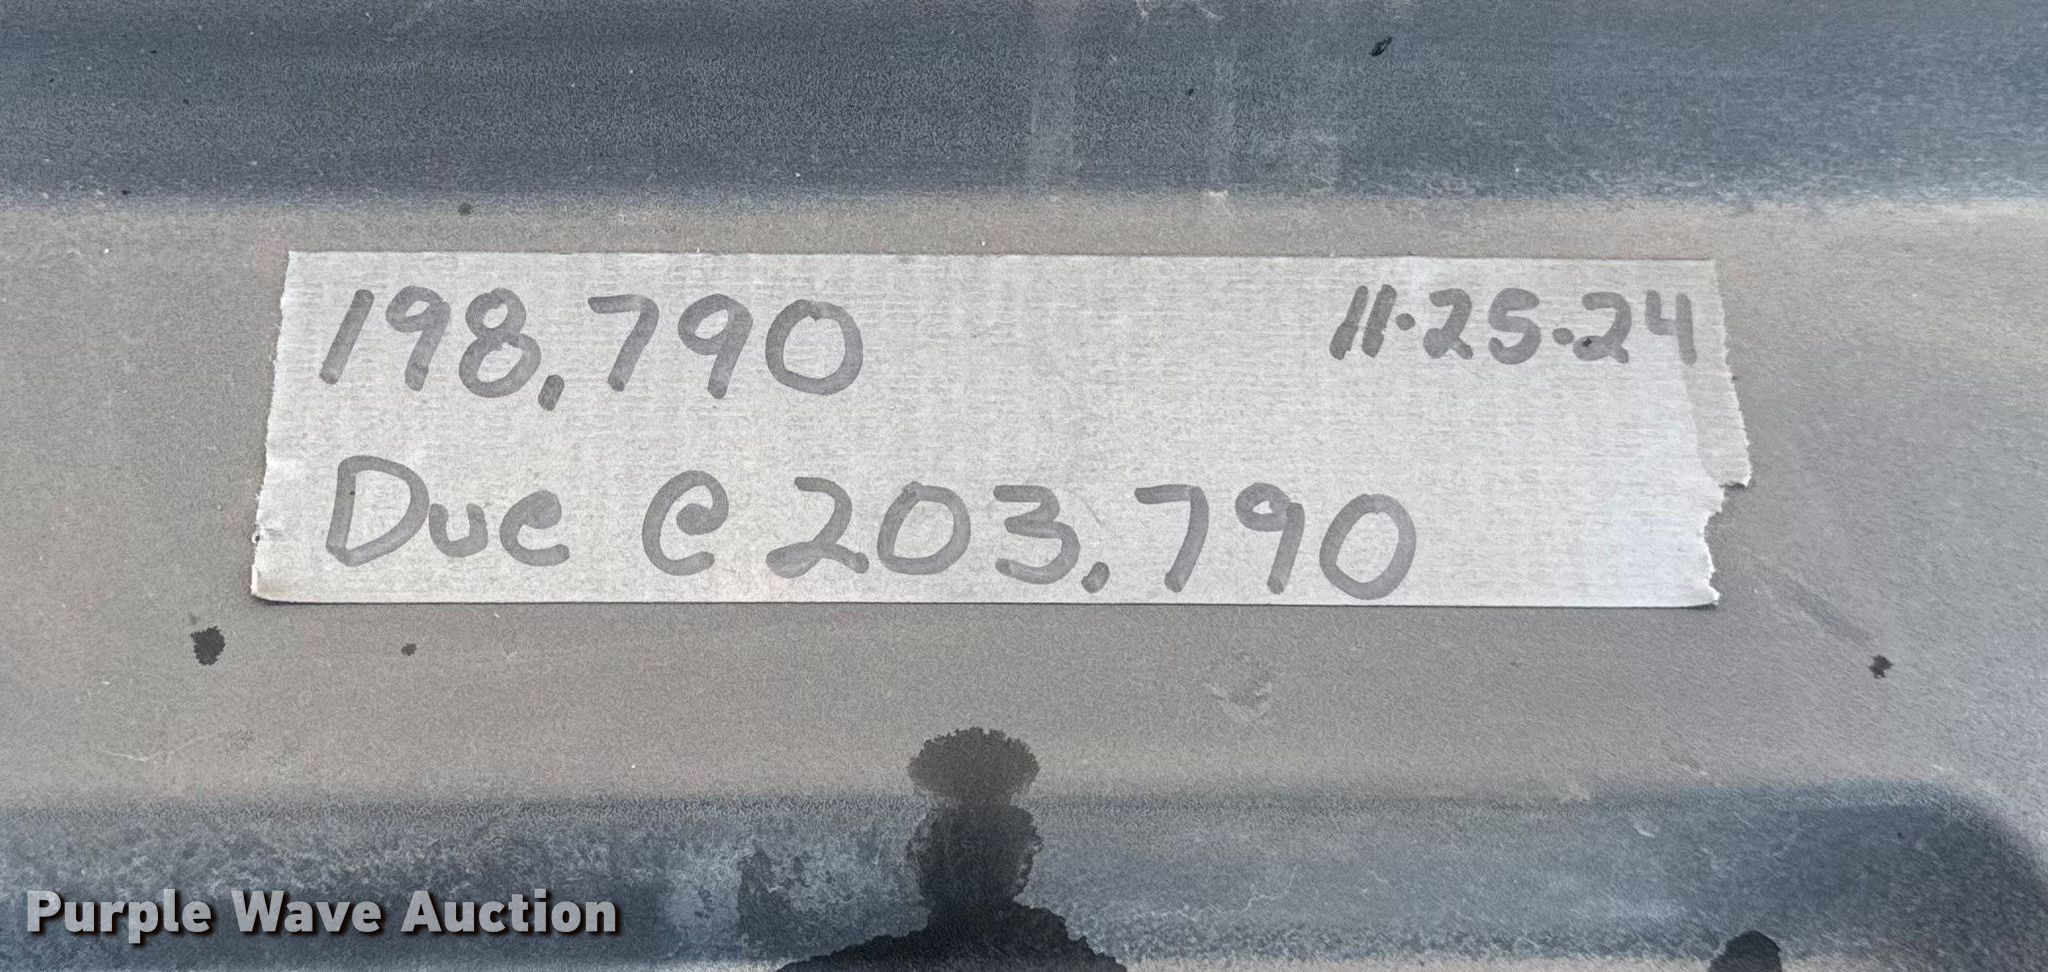 198,790 11·25·24
Due @ 203,790
Purple Wave Auction